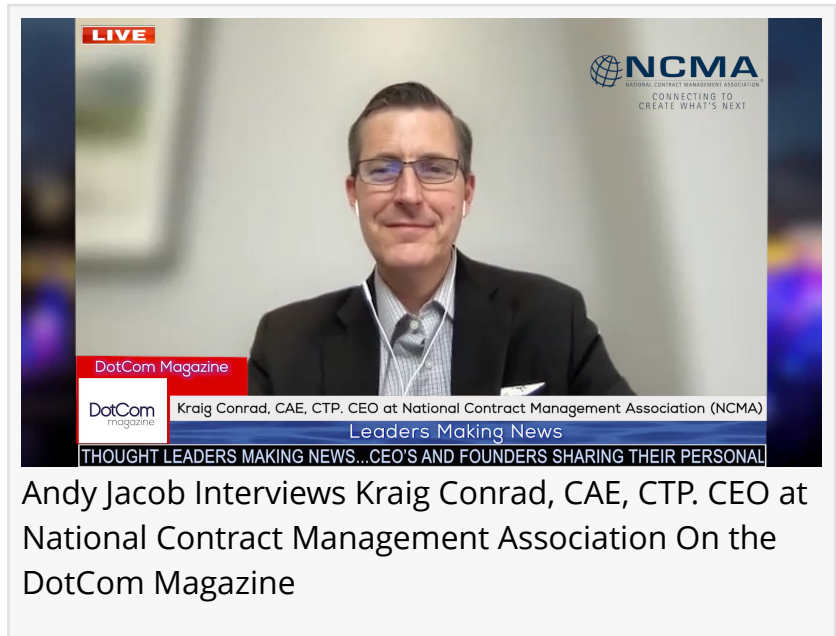 LIVE
NCMA
NATIONAL CONTRACT MANAGEMENT ASSOCIATION
CONNECTING TO
CREATE WHAT'S NEXT
DotCom Magazine
DotCom
magazine
Kraig Conrad, CAE, CTP. CEO at National Contract Management Association (NCMA)
Leaders Making News
THOUGHT LEADERS MAKING NEWS...CEO'S AND FOUNDERS SHARING THEIR PERSONAL
Andy Jacob Interviews Kraig Conrad, CAE, CTP. CEO at
National Contract Management Association On the
DotCom Magazine